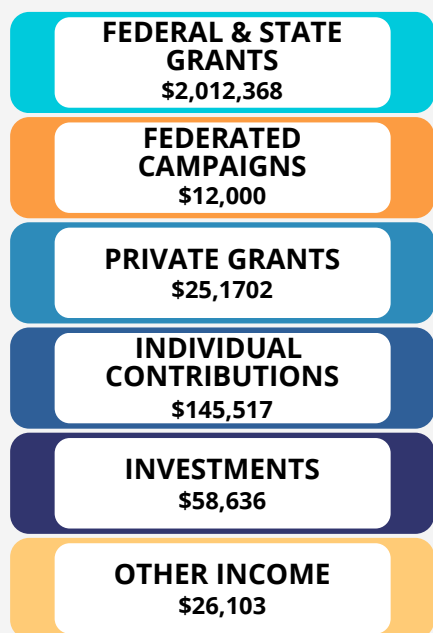 FEDERAL & STATE
GRANTS
$2,012,368
FEDERATED
CAMPAIGNS
$12,000
PRIVATE GRANTS
$25,1702
INDIVIDUAL
CONTRIBUTIONS
$145,517
INVESTMENTS
$58,636
OTHER INCOME
$26,103